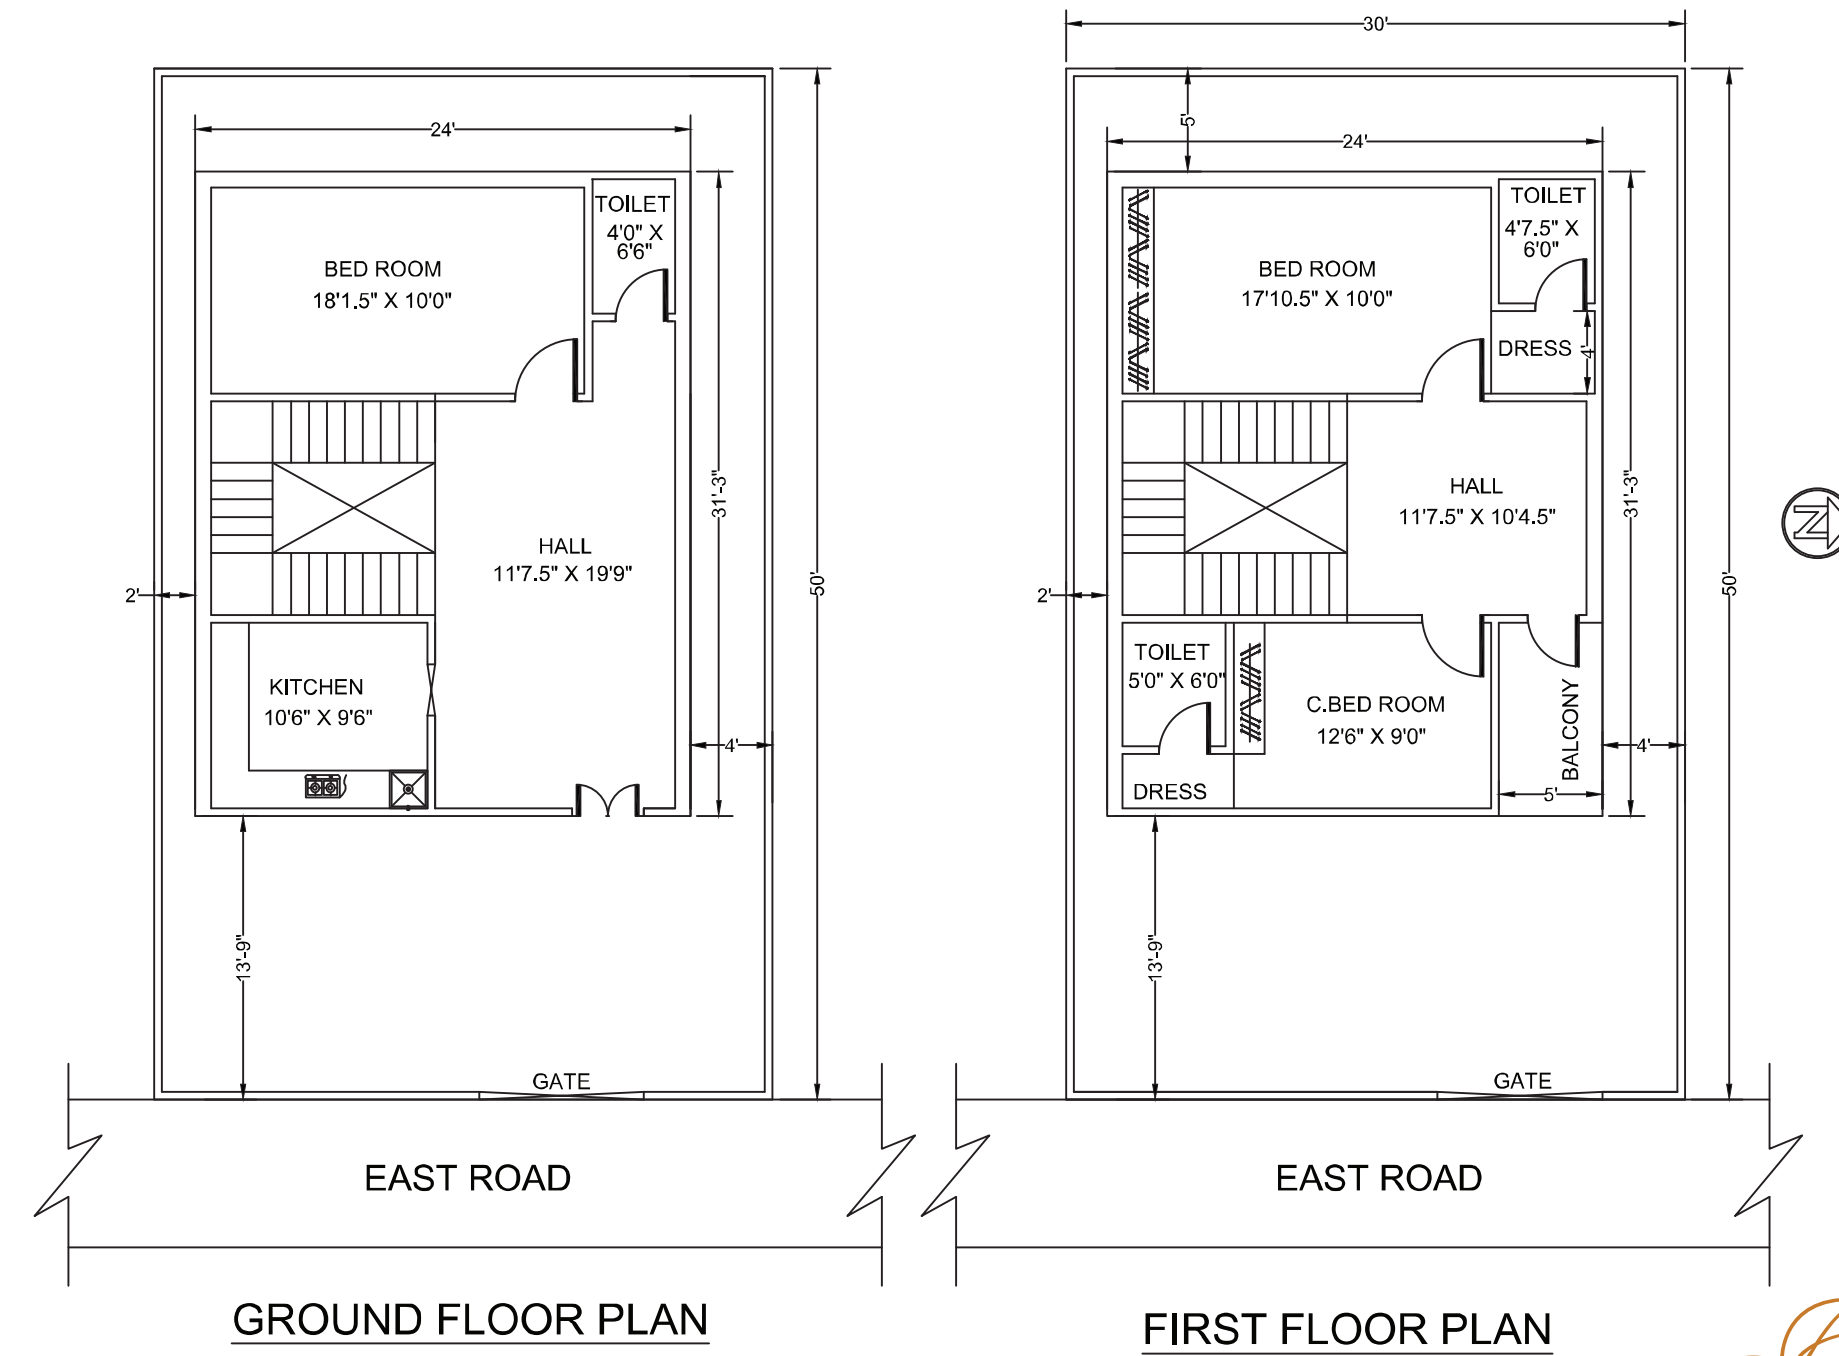 24'
TOILET
4'0" X
6'6"
BED ROOM
18'1.5" X 10'0"
31'-3"
50'
HALL
11'7.5" X 19'9"
2'
KITCHEN
10'6" X 9'6"
4'
13'-9"
GATE
EAST ROAD
GROUND FLOOR PLAN
30'
5'
24'
TOILET
4'7.5" X
6'0"
BED ROOM
17'10.5" X 10'0"
DRESS
4'
31'-3"
50'
HALL
11'7.5" X 10'4.5"
N
2'
TOILET
5'0" X 6'0"
C.BED ROOM
12'6" X 9'0"
BALCONY
4'
DRESS
5'
13'-9"
GATE
EAST ROAD
FIRST FLOOR PLAN